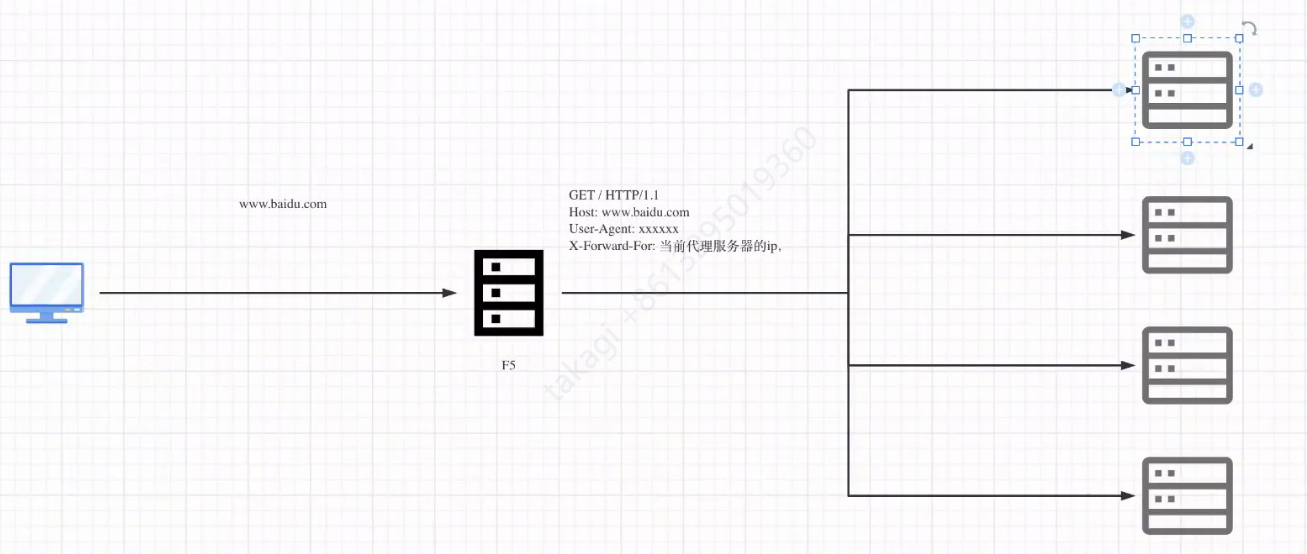 www.baidu.com
GET / HTTP/1.1
Host: www.baidu.com
User-Agent: xxxxxx
X-Forward-For: 当前代理服务器的ip,
F5
takagi +8613995019360